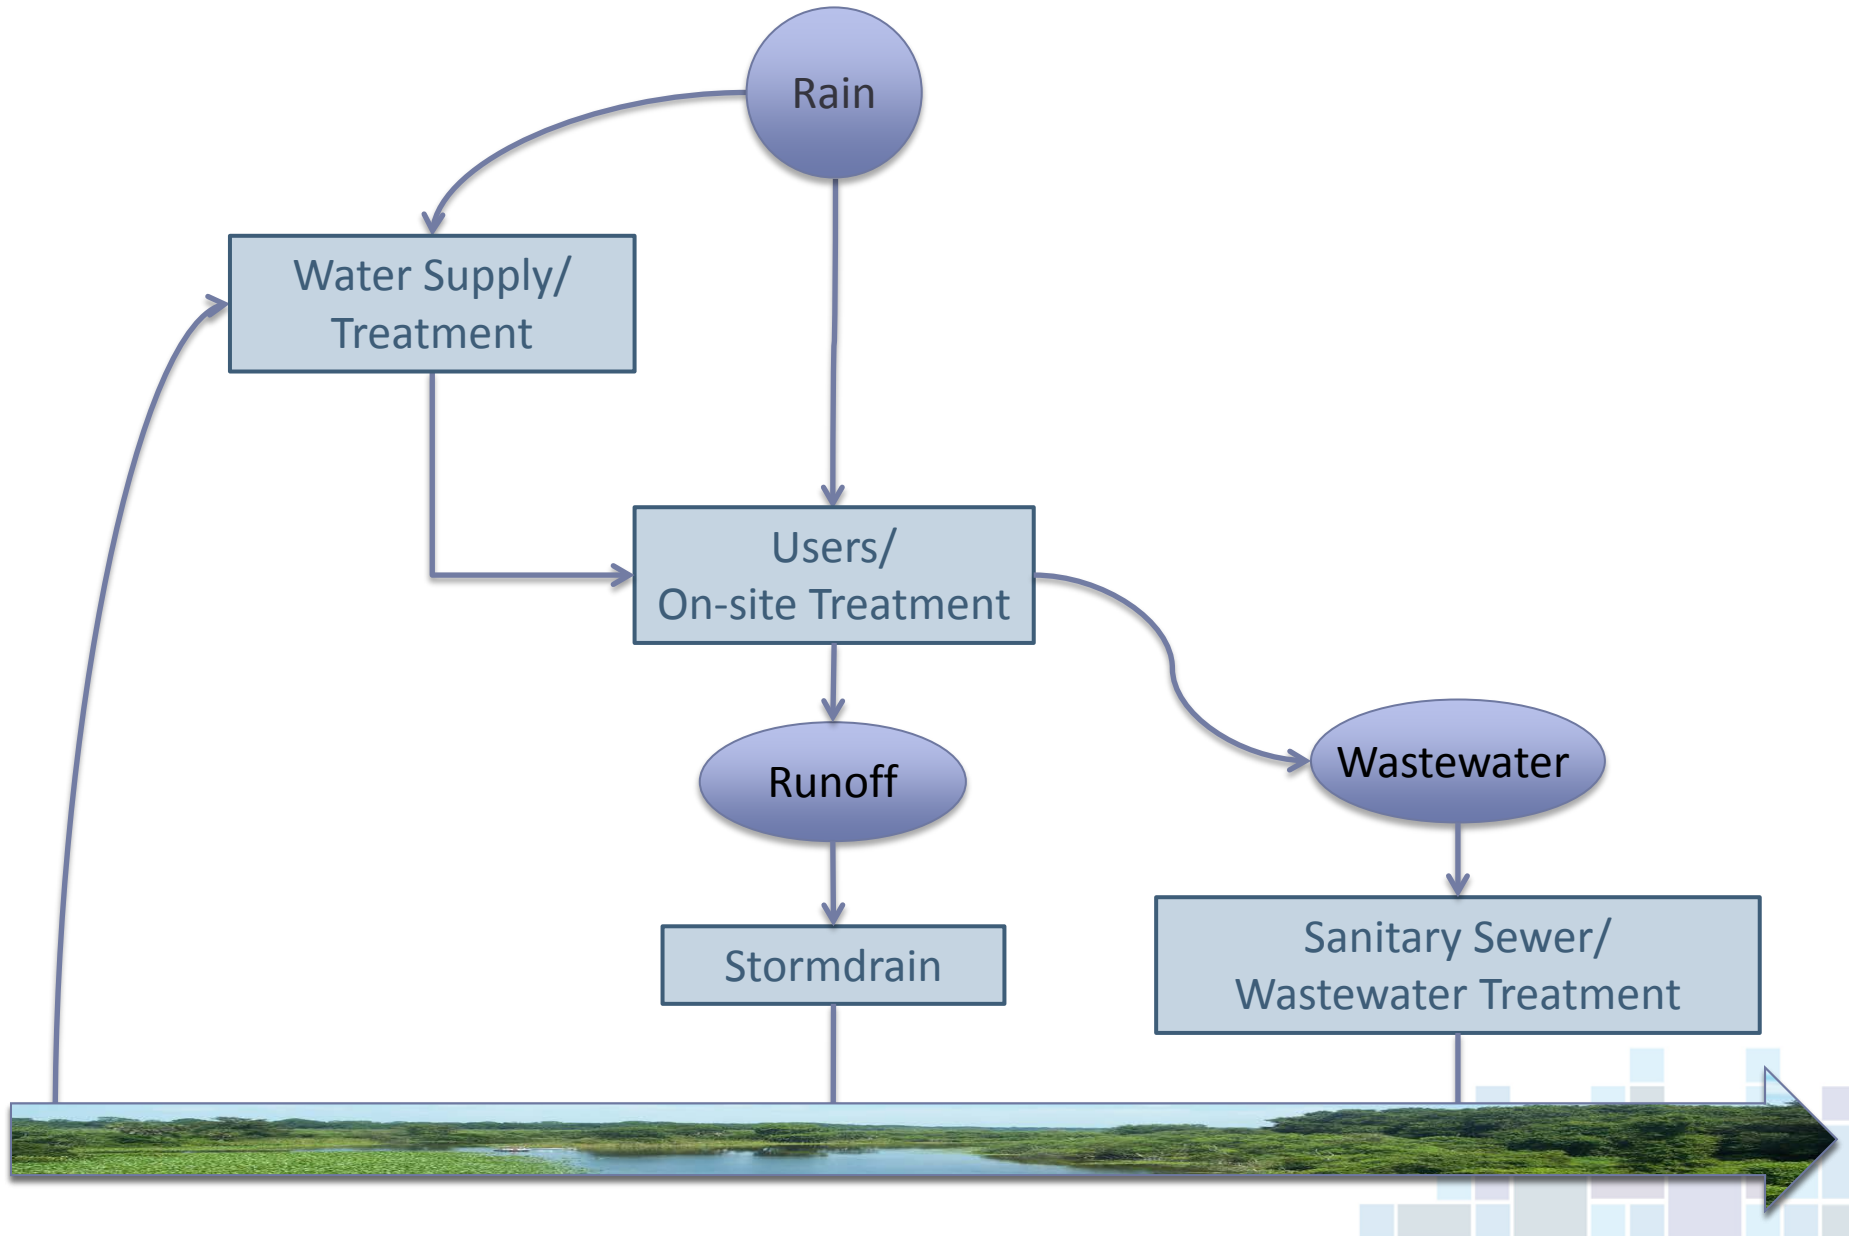 Rain
Water Supply/
Treatment
Users/
On-site Treatment
Runoff
Wastewater
Stormdrain
Sanitary Sewer/
Wastewater Treatment